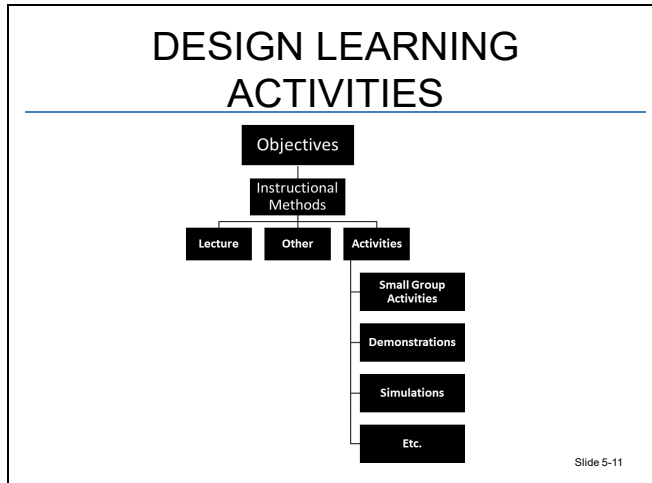 DESIGN LEARNING
ACTIVITIES
Objectives
Instructional
Methods
Lecture
Other
Activities
Small Group
Activities
Demonstrations
Simulations
Etc.
Slide 5-11